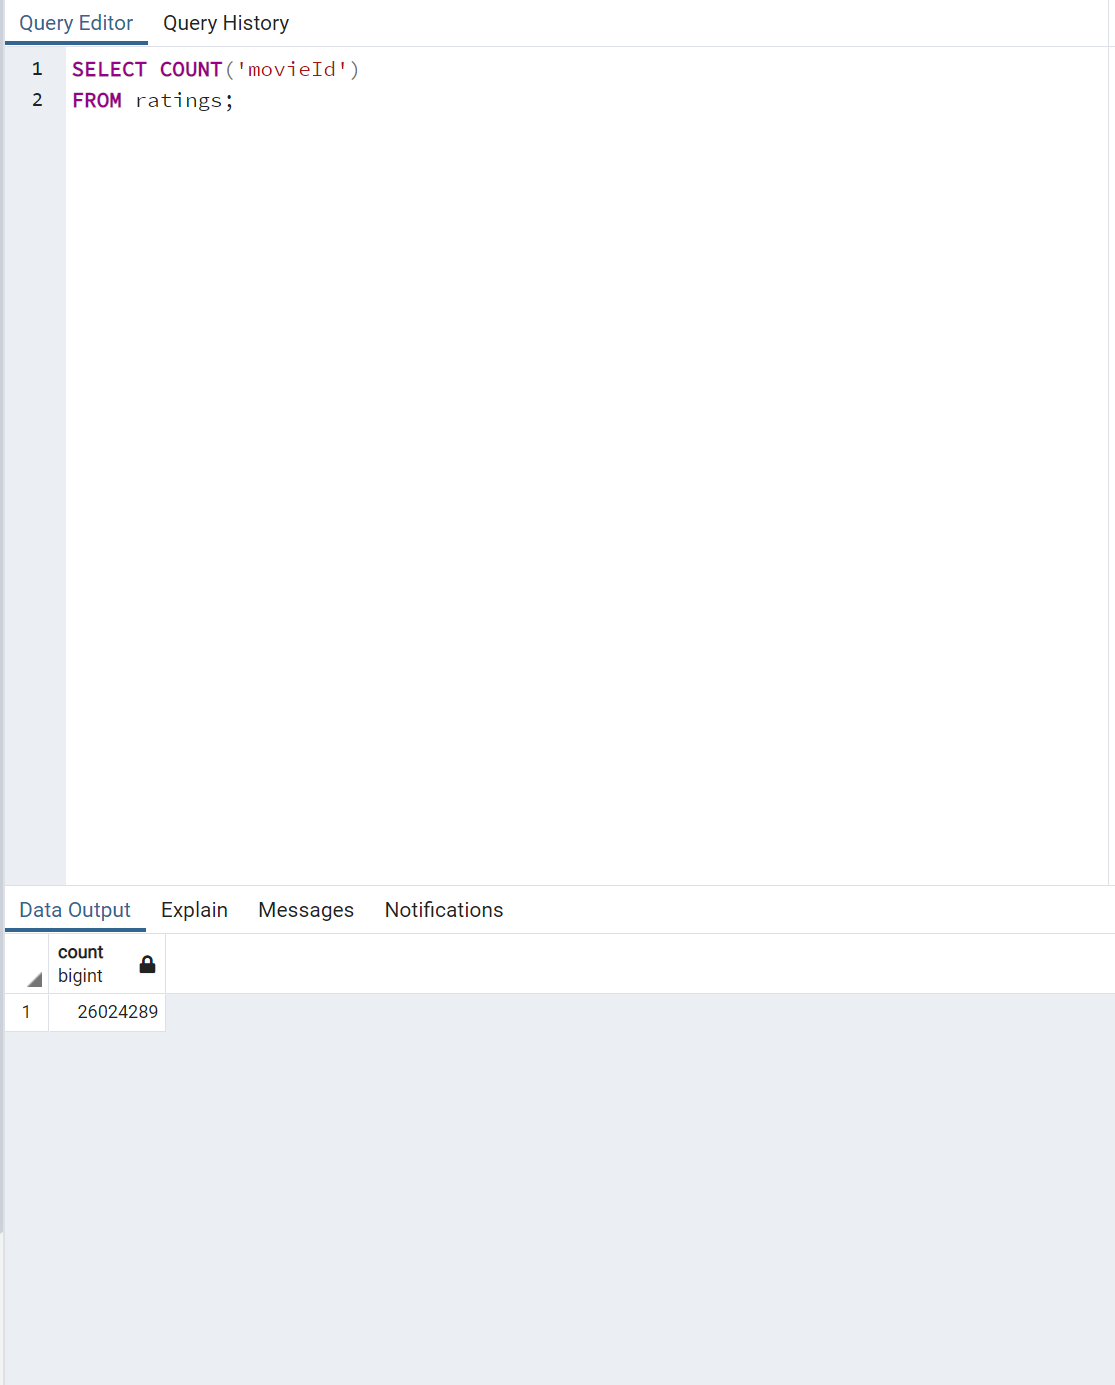 Query Editor Query History
1 SELECT COUNT('movieId')
2 FROM ratings;
Data Output Explain Messages Notifications
count
bigint
1 26024289